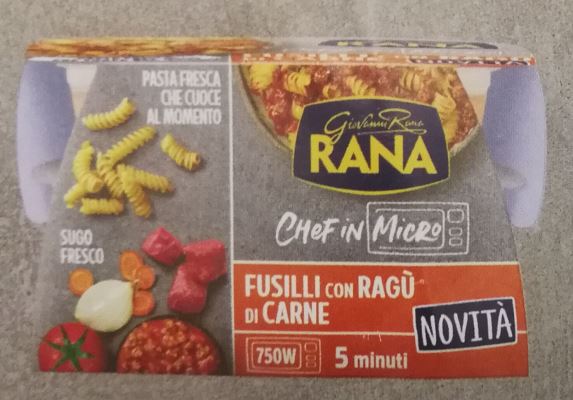 PASTA FRESCA
CHE CUOCE
AL MOMENTO
SUGO
FRESCO
Giovanni Rana
RANA
CHEF IN MICRO
FUSILLI CON RAGÙ
DI CARNE
NOVITÀ
750W 5 minuti